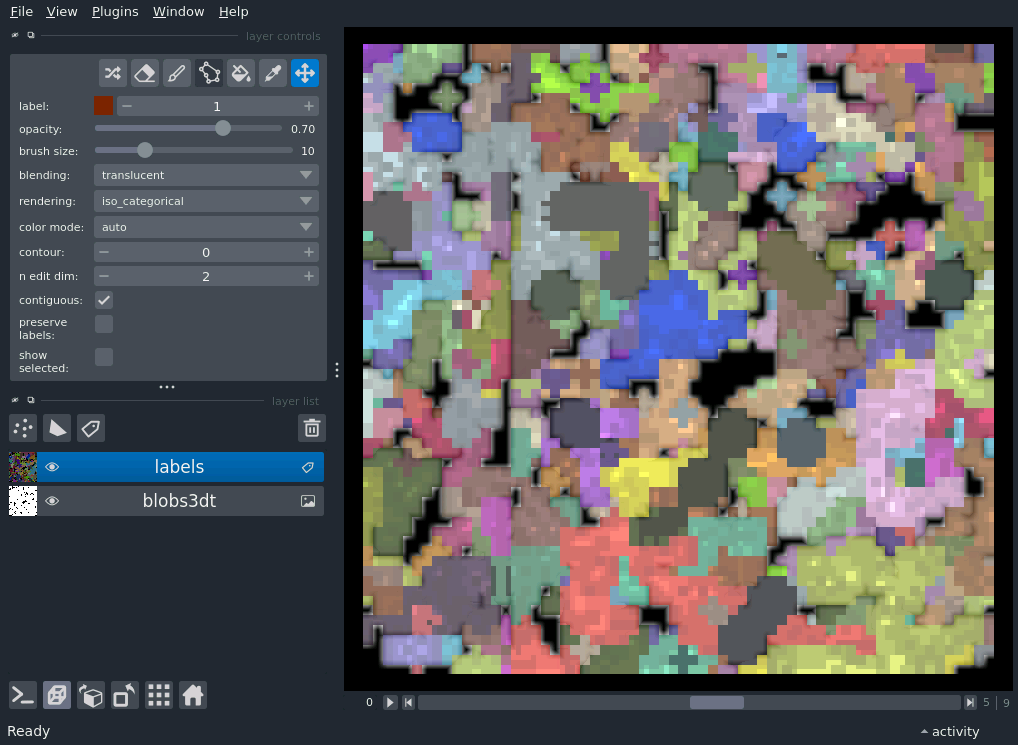 File View Plugins Window Help
layer controls
label: 1
opacity: 0.70
brush size: 10
blending: translucent
rendering: iso_categorical
color mode: auto
contour: 0
n edit dim: 2
contiguous:
preserve
labels:
show
selected:
layer list
labels
blobs3dt
0 5 9
Ready activity